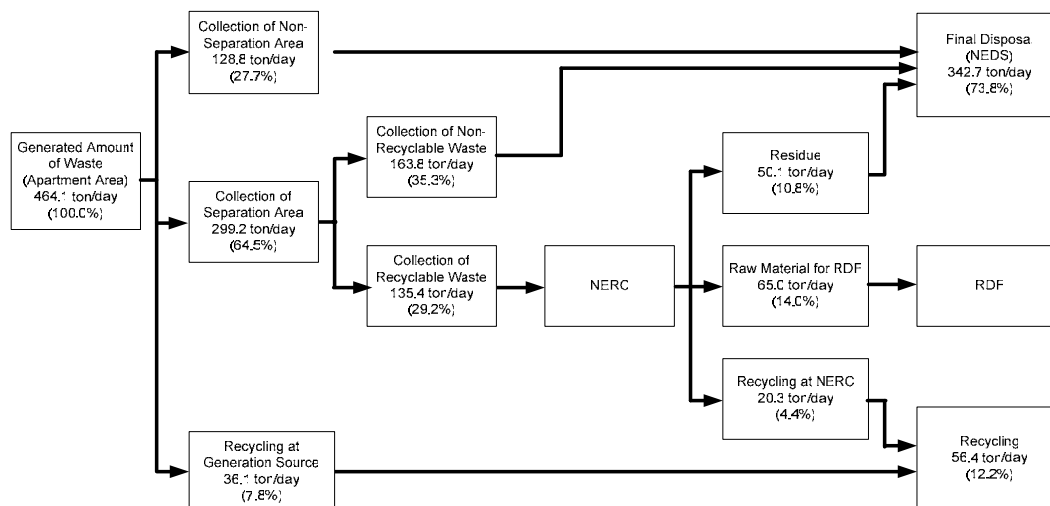 Collection of Non-
Separation Area
128.8 ton/day
(27.7%)
Final Disposa
(NEDS)
342.7 ton/day
(73.8%)
Generated Amount
of Waste
(Apartment Area)
464.1 ton/day
(100.0%)
Collection of Non-
Recyclable Waste
163.8 ton/day
(35.3%)
Residue
50.1 ton/day
(10.8%)
Collection of
Separation Area
299.2 ton/day
(64.5%)
Collection of
Recyclable Waste
135.4 ton/day
(29.2%)
NERC
Raw Material for RDF
65.0 ton/day
(14.0%)
RDF
Recycling at NERC
20.3 ton/day
(4.4%)
Recycling at
Generation Source
36.1 ton/day
(7.8%)
Recycling
56.4 ton/day
(12.2%)